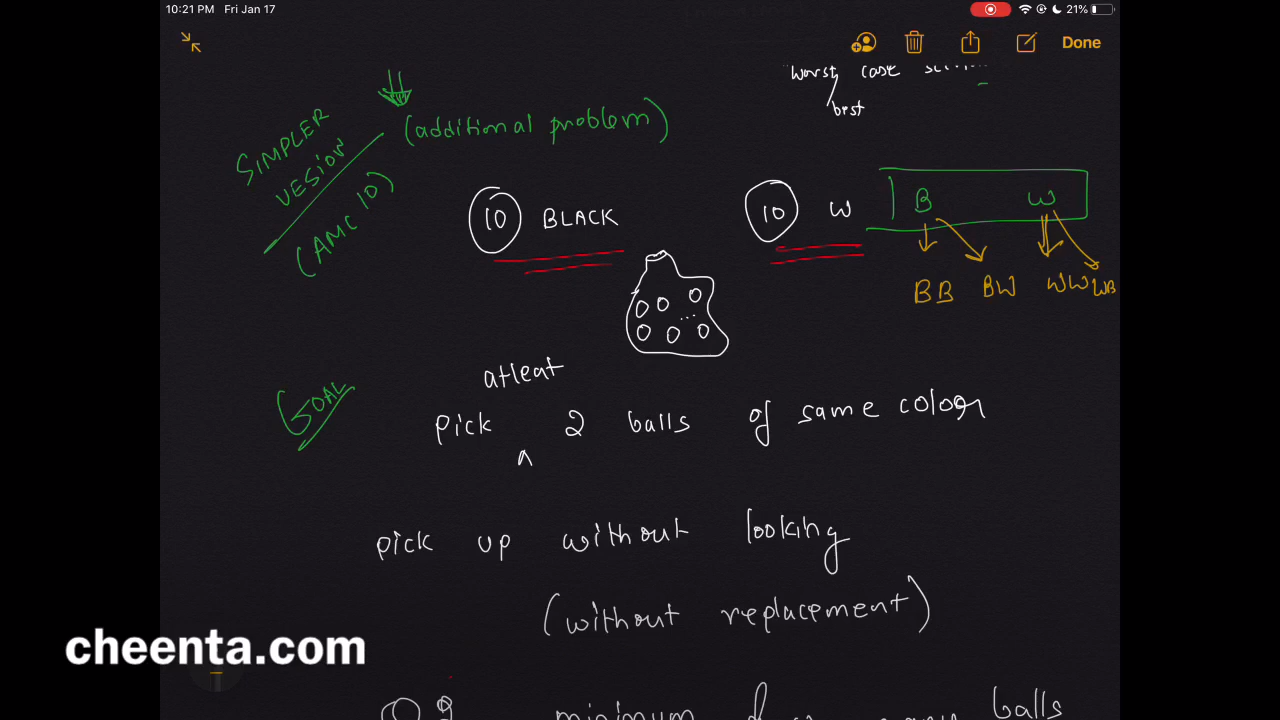 10:21 PM Fri Jan 17
21%
Done
"worst case
best
SIMPLER
VESION
(AMC 10)
(additional problem)
10 BLACK
10 W
B W
BB BW WW WB
GOAL
atleat
pick 2 balls of same color
pick up without looking
(without replacement)
minimum
balls
cheenta.com